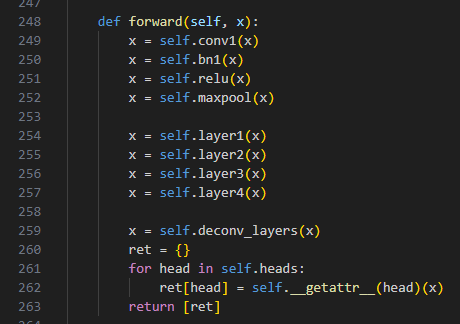 247
248 def forward(self, x):
249 x = self.conv1(x)
250 x = self.bn1(x)
251 x = self.relu(x)
252 x = self.maxpool(x)
253
254 x = self.layer1(x)
255 x = self.layer2(x)
256 x = self.layer3(x)
257 x = self.layer4(x)
258
259 x = self.deconv_layers(x)
260 ret = {}
261 for head in self.heads:
262 ret[head] = self.__getattr__(head)(x)
263 return [ret]
264